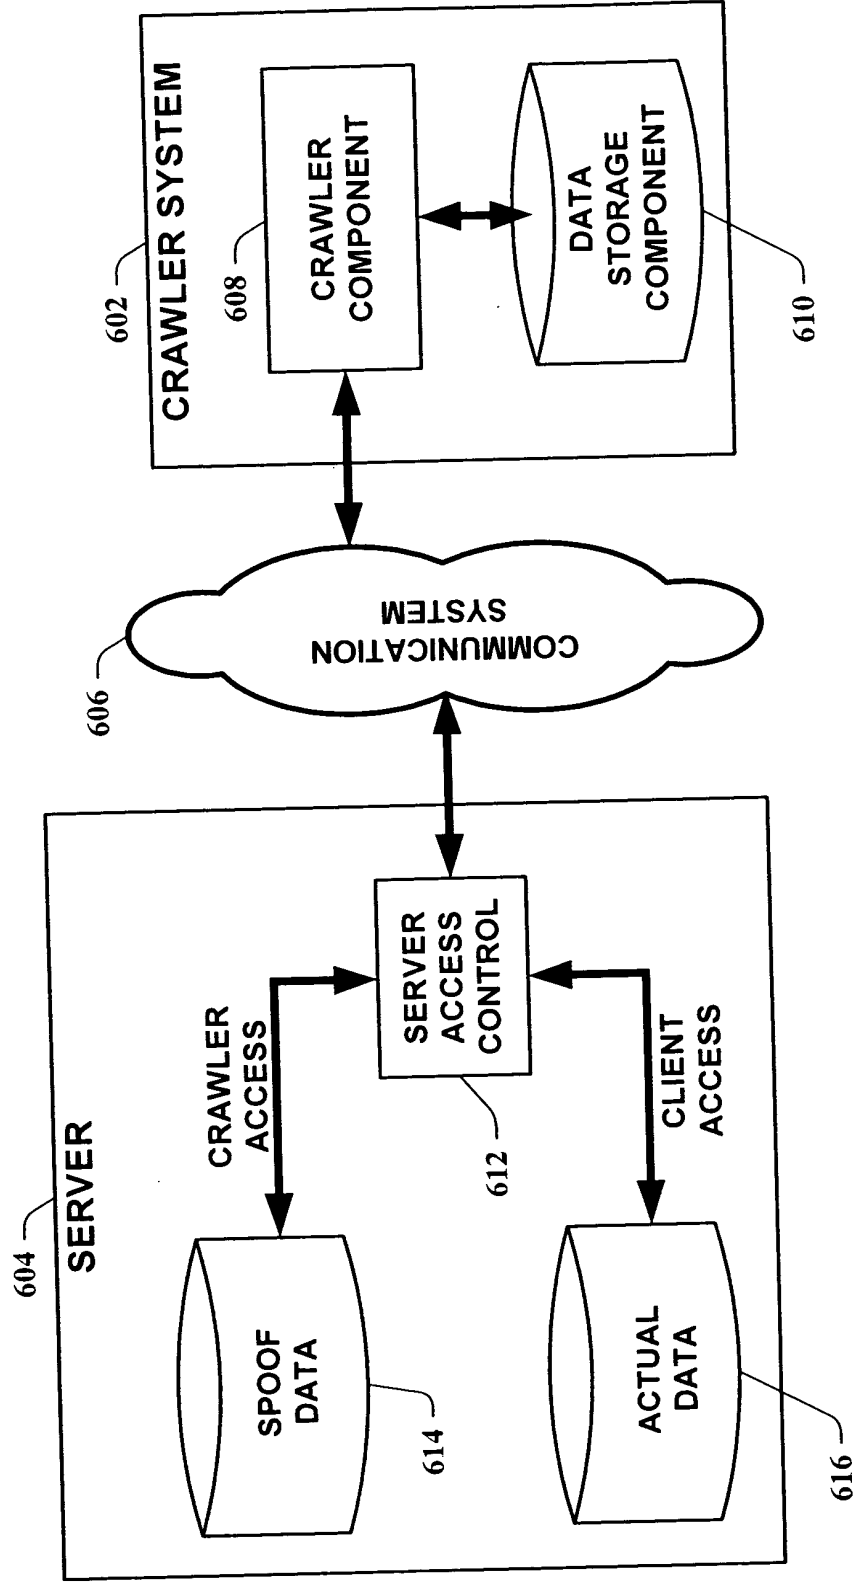 604
SERVER
SPOOF
DATA
614
CRAWLER
ACCESS
SERVER
ACCESS
CONTROL
612
CLIENT
ACCESS
ACTUAL
DATA
616
606
COMMUNICATION
SYSTEM
602
CRAWLER SYSTEM
608
CRAWLER
COMPONENT
DATA
STORAGE
COMPONENT
610